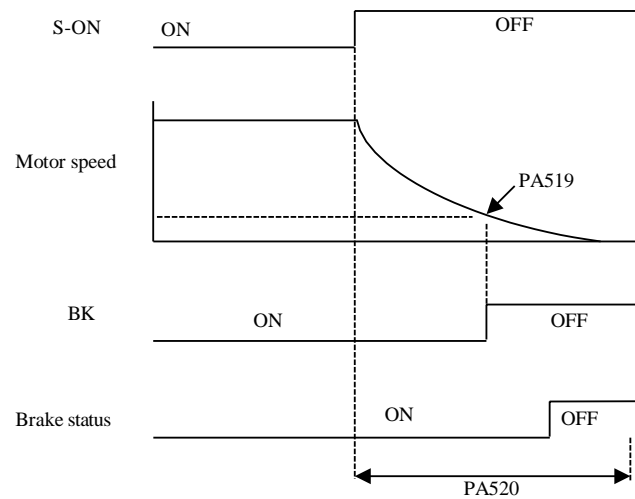 S-ON
ON
OFF
Motor speed
PA519
BK
ON
OFF
Brake status
ON
OFF
PA520